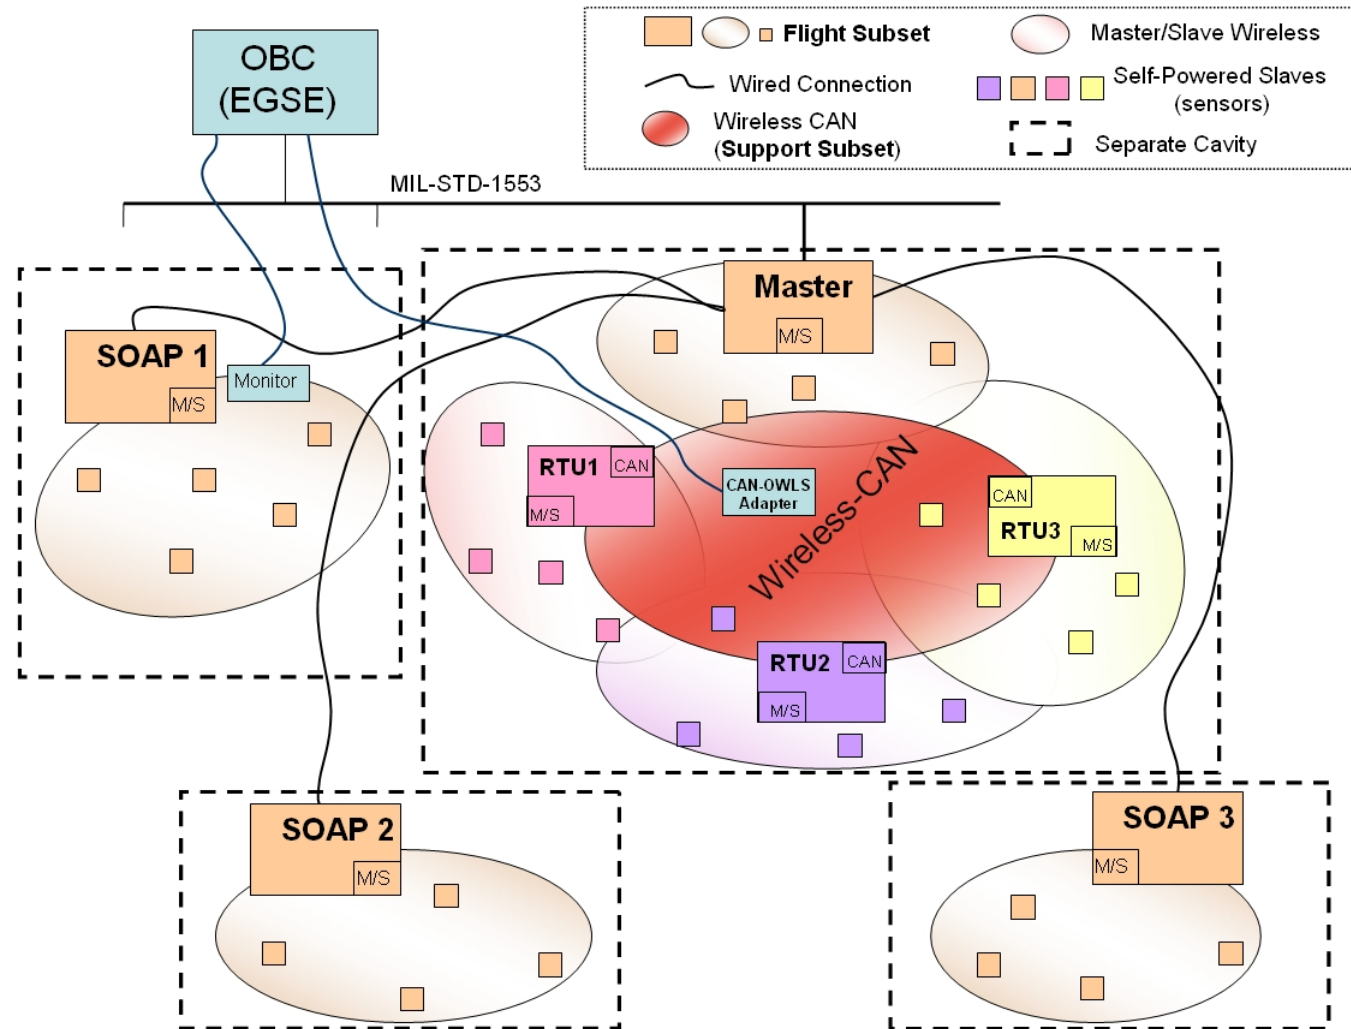 OBC
(EGSE)
Flight Subset
Master/Slave Wireless
Wired Connection
Self-Powered Slaves
(sensors)
Wireless CAN
(Support Subset)
Separate Cavity
MIL-STD-1553
Master
M/S
SOAP 1
M/S
Monitor
RTU1
CAN
M/S
CAN-OWLS
Adapter
Wireless-CAN
CAN
RTU3
M/S
RTU2
CAN
M/S
SOAP 2
M/S
SOAP 3
M/S